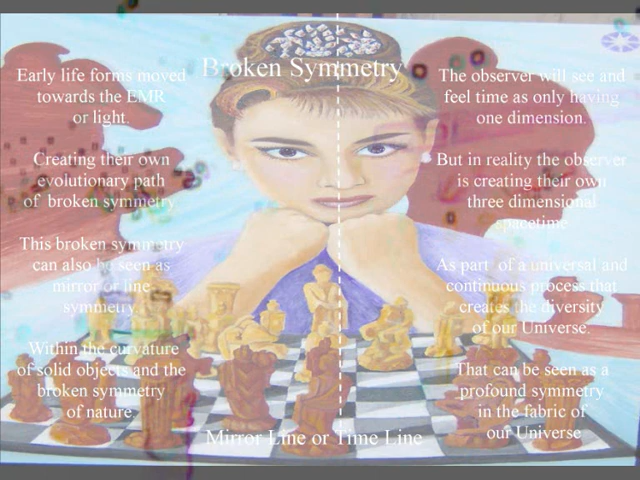 Broken Symmetry
Early life forms moved
towards the EMR
or light.
Creating their own
evolutionary path
of broken symmetry.
This broken symmetry
can also be seen as
mirror or line
symmetry.
Within the curvature
of solid objects and the
broken symmetry
of nature
The observer will see and
feel time as only having
one dimension.
But in reality the observer
is creating their own
three dimensional
spacetime
As part of a universal and
continuous process that
creates the diversity
of our Universe.
That can be seen as a
profound symmetry
in the fabric of
our Universe
Mirror Line or Time Line